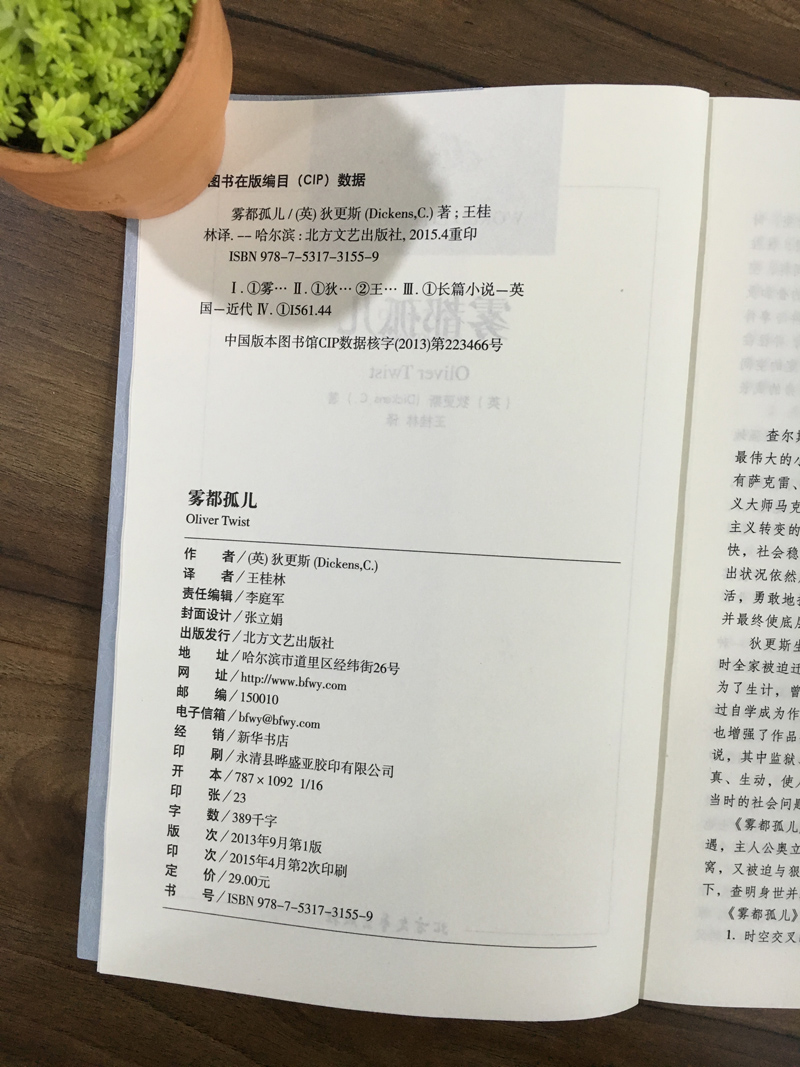 图书在版编目（CIP）数据
雾都孤儿/(英)狄更斯(Dickens,C.)著;王桂
林译.--哈尔滨:北方文艺出版社,2015.4重印
ISBN 978-7-5317-3155-9
Ⅰ.①雾… Ⅱ.①狄… ②王… Ⅲ.①长篇小说—英
国—近代 Ⅳ.①I561.44
中国版本图书馆CIP数据核字(2013)第223466号
雾都孤儿
Oliver Twist
（英）狄更斯（Dickens, C.）著
王桂林 译
雾都孤儿
Oliver Twist
作 者/(英)狄更斯(Dickens,C.)
译 者/王桂林
责任编辑/李庭军
封面设计/张立娟
出版发行/北方文艺出版社
地 址/哈尔滨市道里区经纬街26号
网 址/http://www.bfwy.com
邮 编/150010
电子信箱/bfwy@bfwy.com
经 销/新华书店
印 刷/永清县晔盛亚胶印有限公司
开 本/787×1092 1/16
印 张/23
字 数/389千字
版 次/2013年9月第1版
印 次/2015年4月第2次印刷
定 价/29.00元
书 号/ISBN 978-7-5317-3155-9
查尔斯
最伟大的小
有萨克雷、
义大师马克
主义转变的
快，社会稳
出状况依然
活，勇敢地
并最终使底层
狄更斯生
时全家被迫迁
为了生计，曾
过自学成为作
也增强了作品
说，其中监狱、
真、生动，使人
当时的社会问题
《雾都孤儿》
遇，主人公奥立
窝，又被迫与狠
下，查明身世并
《雾都孤儿》
1. 时空交叉